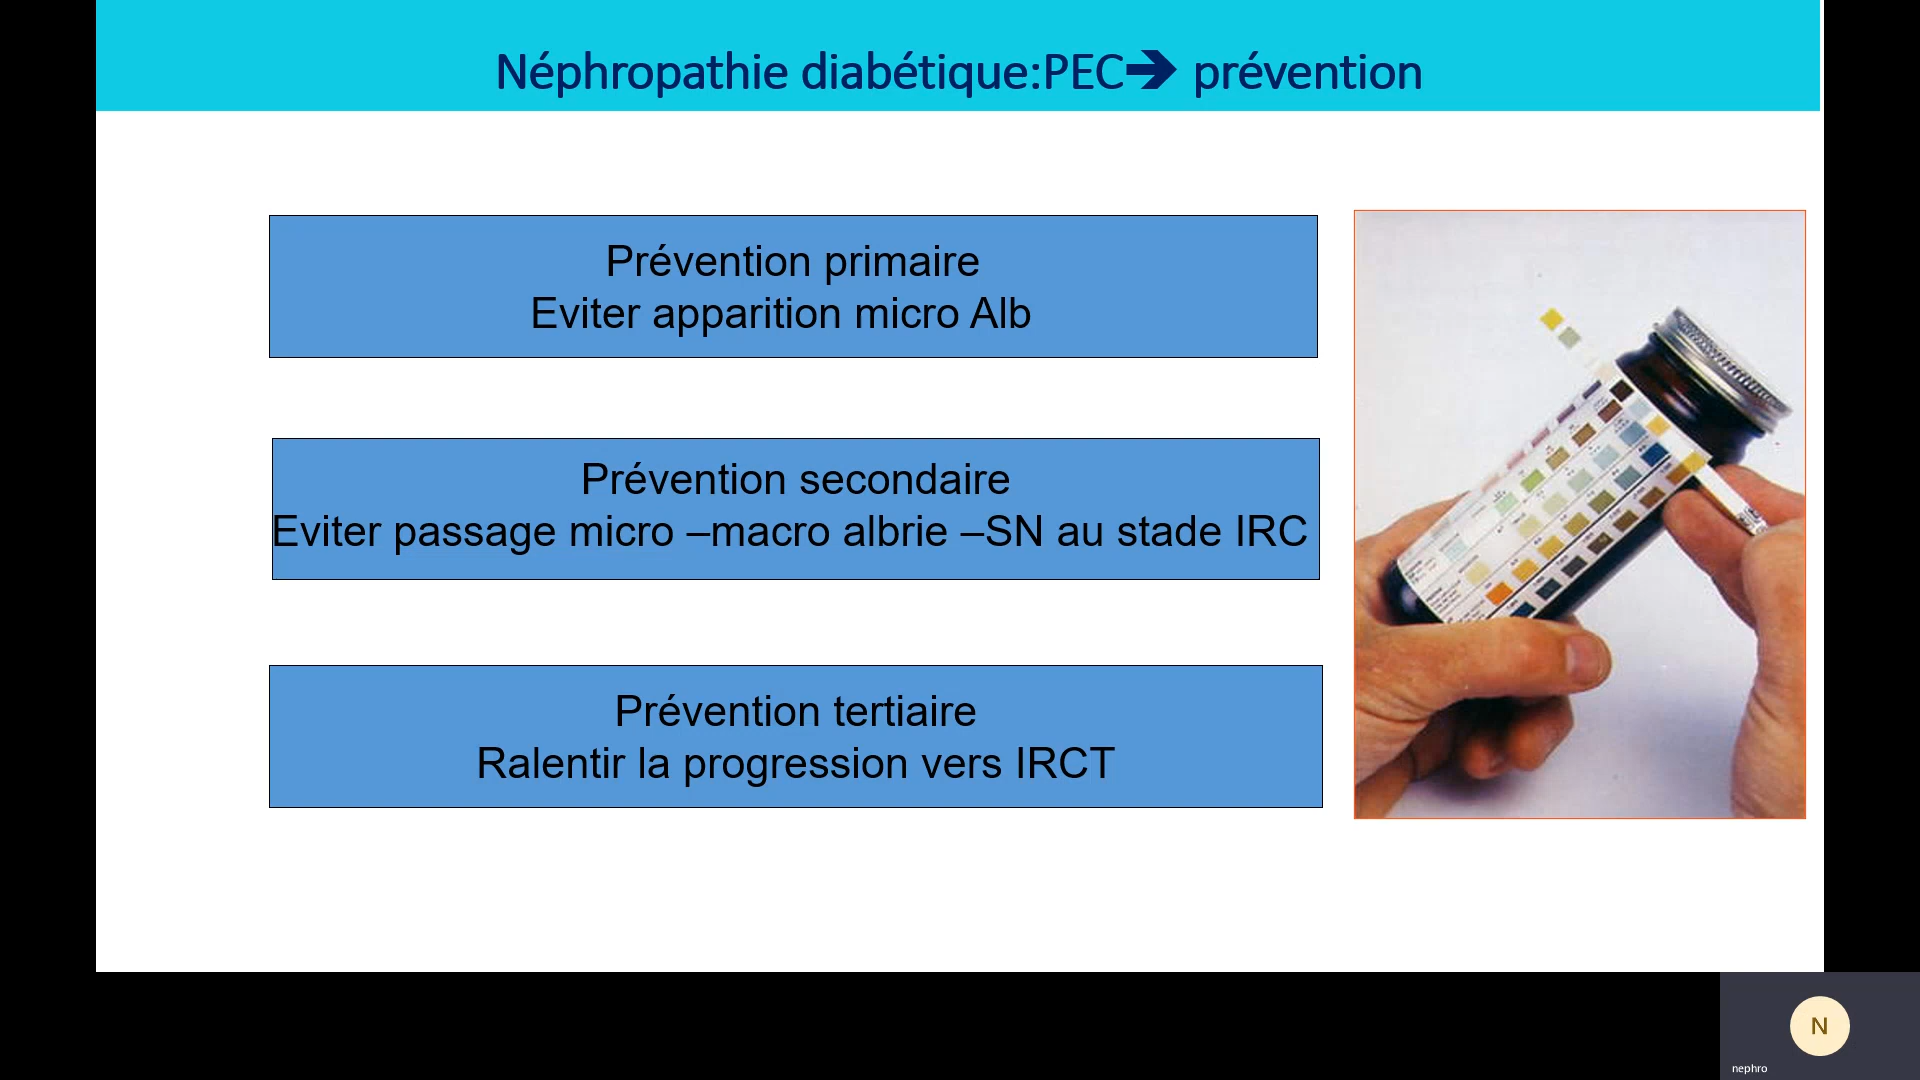 Néphropathie diabétique:PEC➔ prévention
Prévention primaire
Eviter apparition micro Alb
Prévention secondaire
Eviter passage micro –macro albrie –SN au stade IRC
Prévention tertiaire
Ralentir la progression vers IRCT
N
nephro